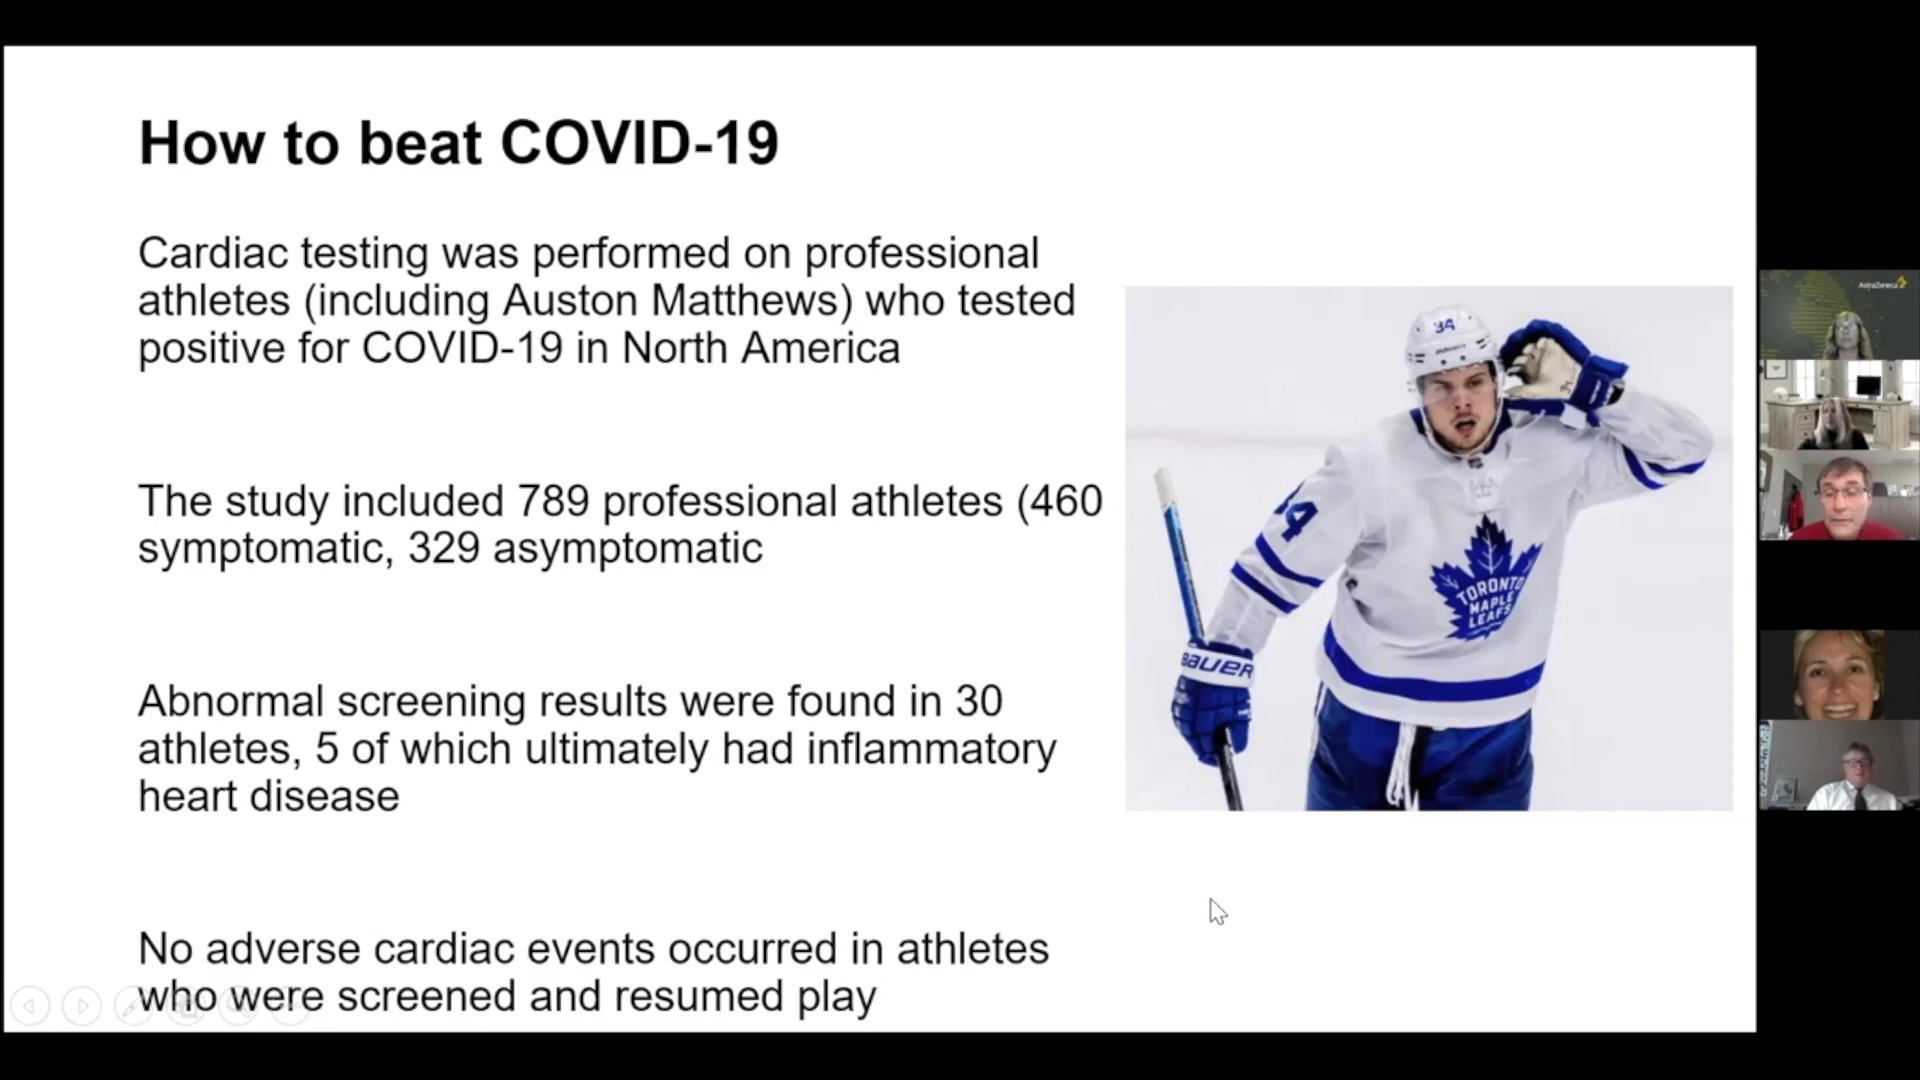 How to beat COVID-19
Cardiac testing was performed on professional
athletes (including Auston Matthews) who tested
positive for COVID-19 in North America
The study included 789 professional athletes (460
symptomatic, 329 asymptomatic
Abnormal screening results were found in 30
athletes, 5 of which ultimately had inflammatory
heart disease
No adverse cardiac events occurred in athletes
who were screened and resumed play
34
34
TORONTO
MAPLE
LEAFS
BAUER
AstraZeneca